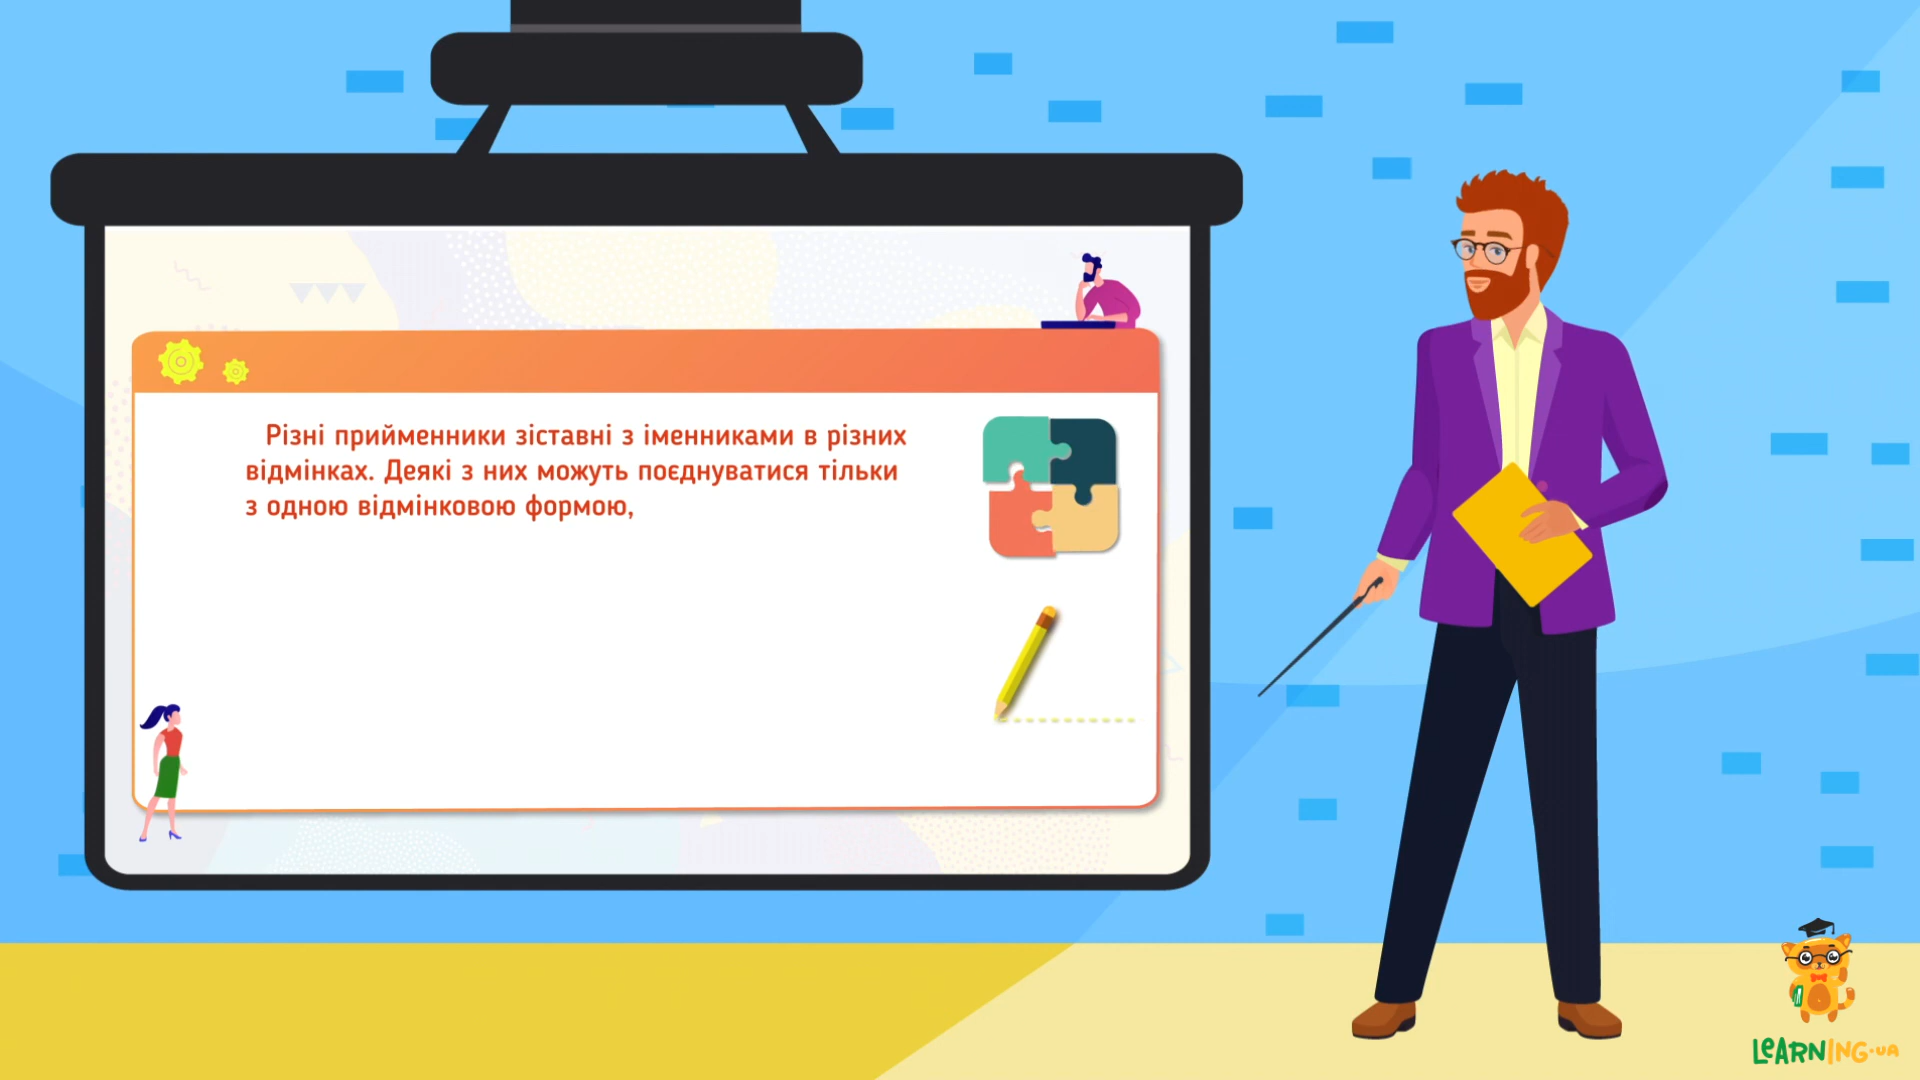 Різні прийменники зіставні з іменниками в різних
відмінках. Деякі з них можуть поєднуватися тільки
з одною відмінковою формою,
LEARNING.UA